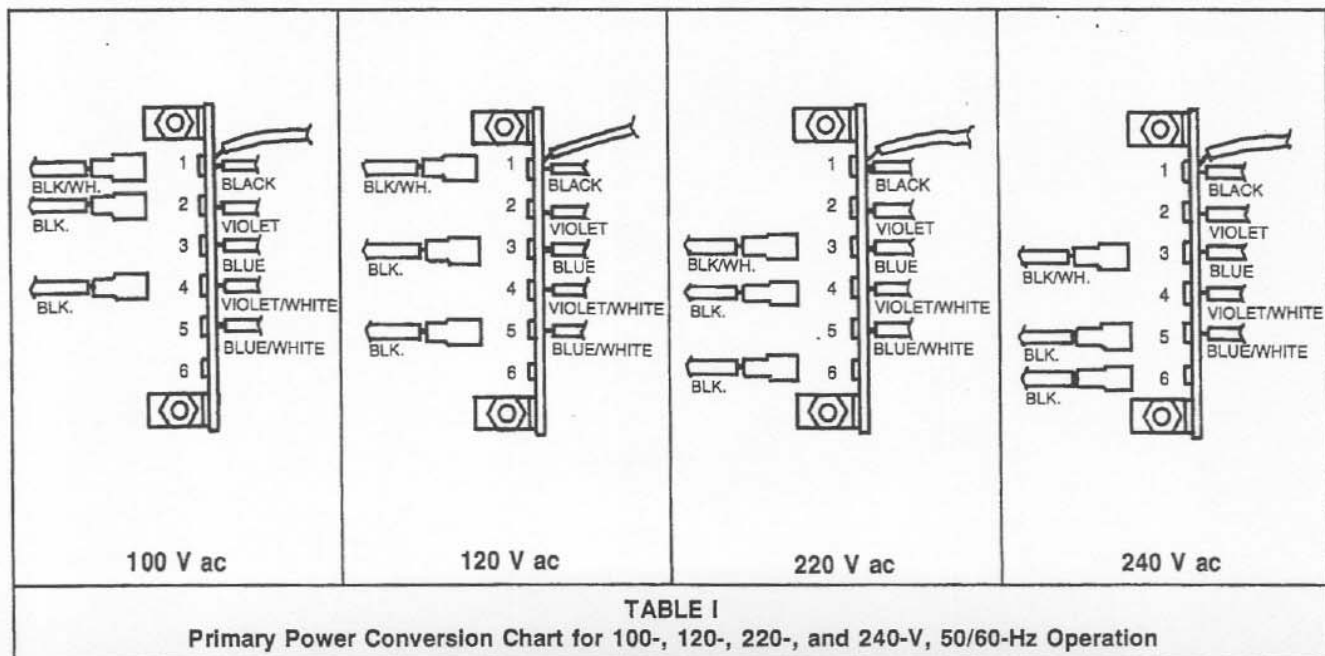 1
BLK/WH.
BLACK
2
BLK.
VIOLET
3
BLUE
4
BLK.
VIOLET/WHITE
5
BLUE/WHITE
6
100 V ac
1
BLK/WH.
BLACK
2
VIOLET
3
BLK.
BLUE
4
VIOLET/WHITE
5
BLK.
BLUE/WHITE
6
120 V ac
1
BLACK
2
VIOLET
3
BLK/WH.
BLUE
4
BLK.
VIOLET/WHITE
5
BLUE/WHITE
6
BLK.
220 V ac
1
BLACK
2
VIOLET
3
BLK/WH.
BLUE
4
VIOLET/WHITE
5
BLK.
BLUE/WHITE
6
BLK.
240 V ac
TABLE I
Primary Power Conversion Chart for 100-, 120-, 220-, and 240-V, 50/60-Hz Operation